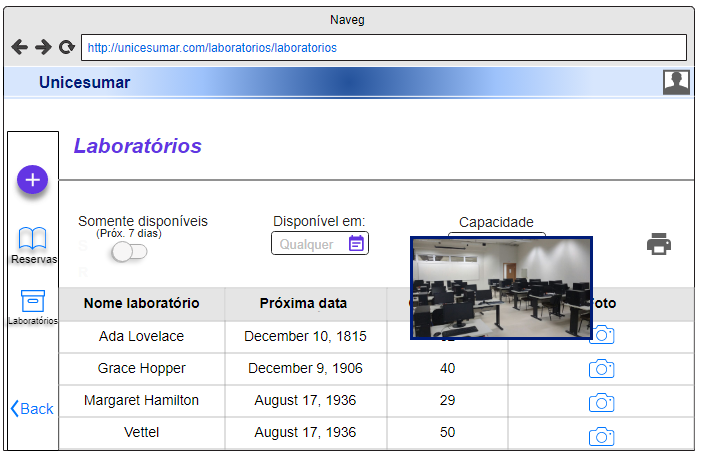 Naveg
http://unicesumar.com/laboratorios/laboratorios
Unicesumar
Laboratórios
Somente disponíveis
(Próx. 7 dias)
Disponível em:
Qualquer
Capacidade
Reservas
Laboratórios
Back
Nome laboratório Próxima data
Ada Lovelace December 10, 1815
Grace Hopper December 9, 1906 40
Margaret Hamilton August 17, 1936 29
Vettel August 17, 1936 50